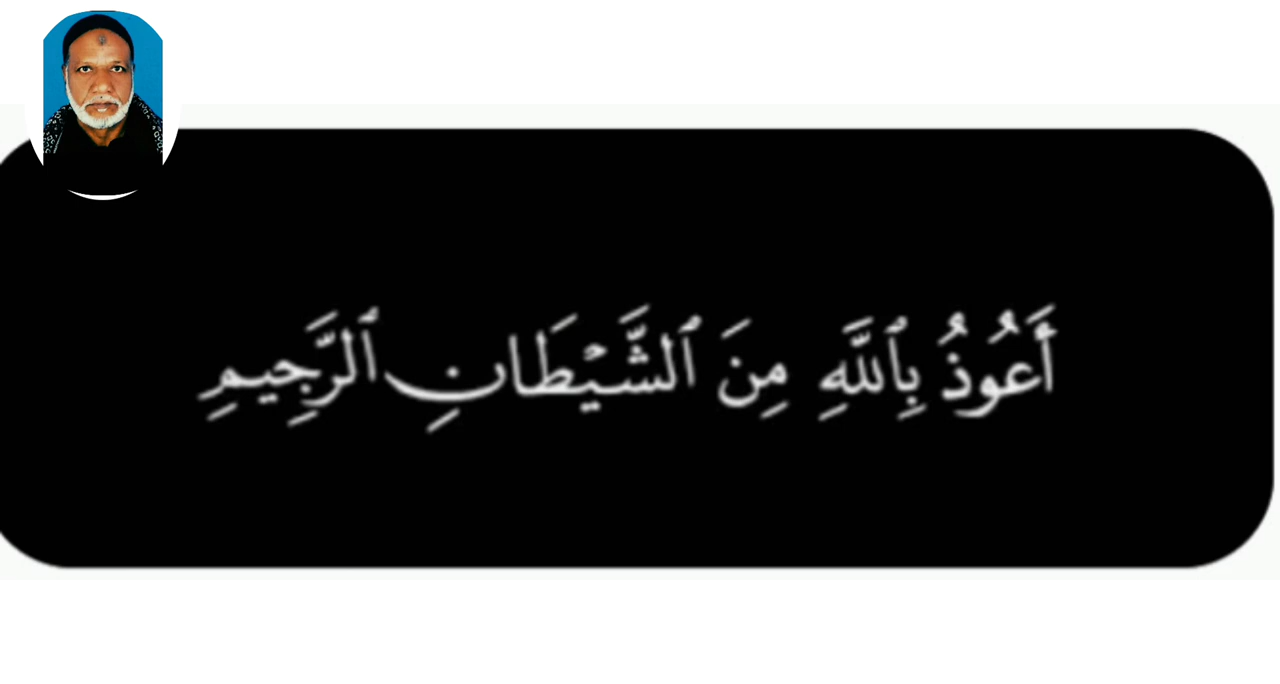 أَعُوذُ بِٱللَّهِ مِنَ ٱلشَّيْطَانِ ٱلرَّجِيمِ